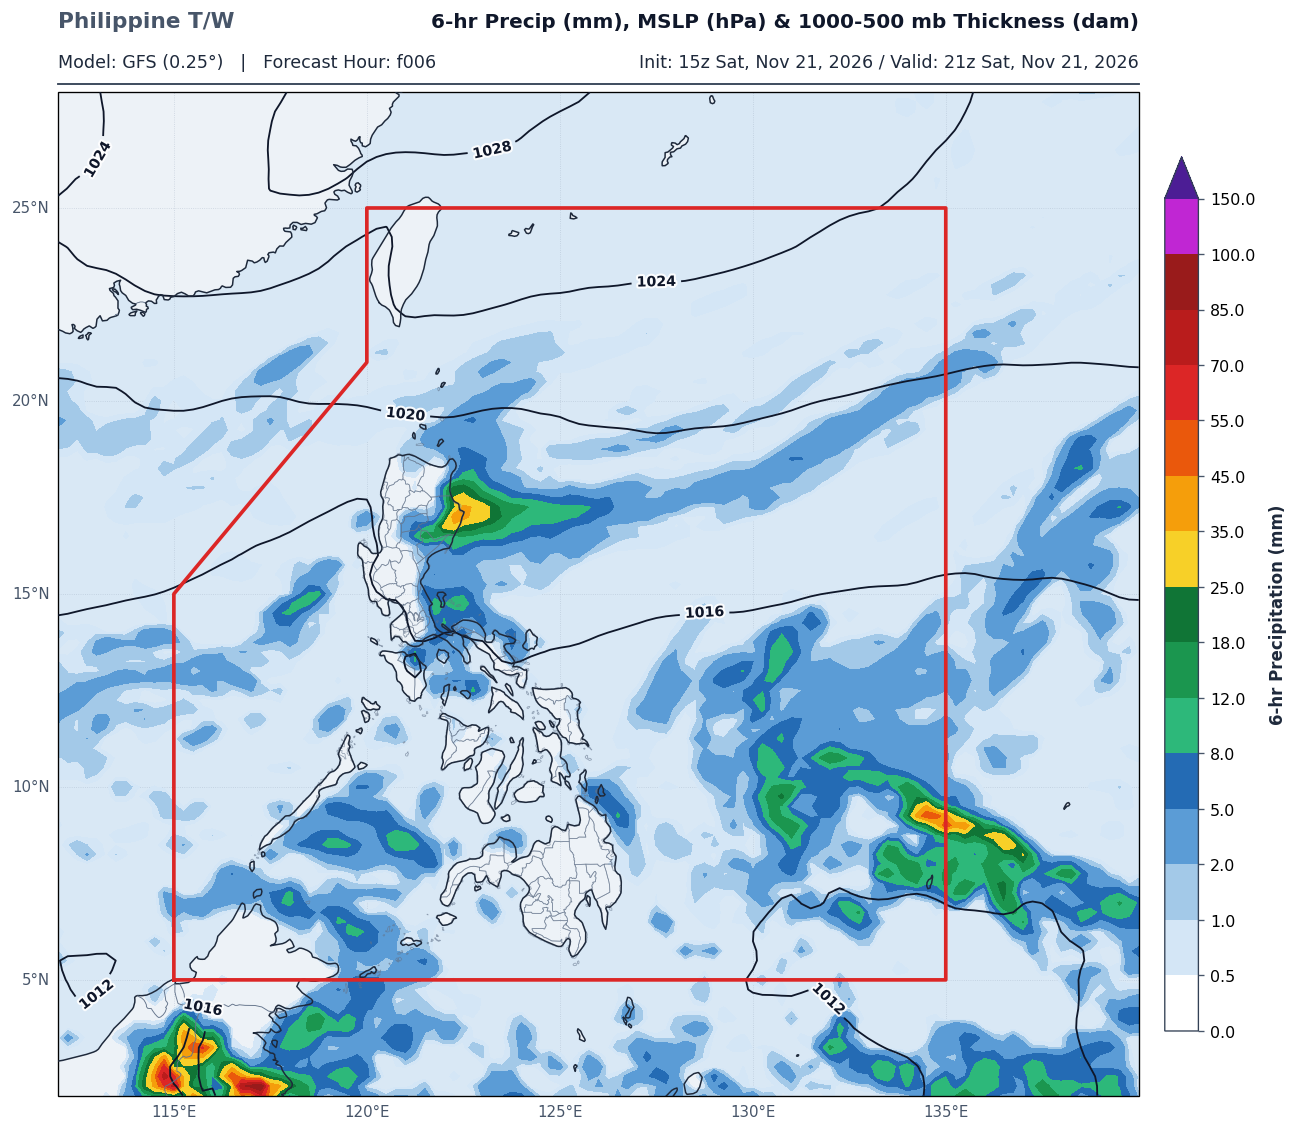 Philippine T/W
6-hr Precip (mm), MSLP (hPa) & 1000-500 mb Thickness (dam)
Model: GFS (0.25°) | Forecast Hour: f006
Init: 15z Sat, Nov 21, 2026 / Valid: 21z Sat, Nov 21, 2026
1024
1028
1024
1020
1016
1012
1016
1012
25°N
20°N
15°N
10°N
5°N
115°E
120°E
125°E
130°E
135°E
150.0
100.0
85.0
70.0
55.0
45.0
35.0
25.0
18.0
12.0
8.0
5.0
2.0
1.0
0.5
0.0
6-hr Precipitation (mm)